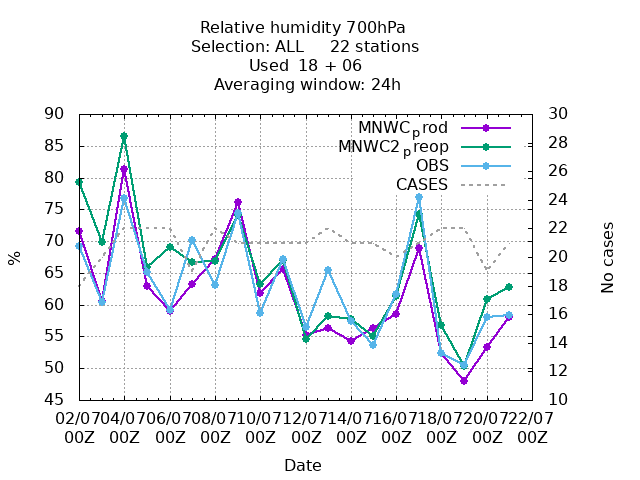 Relative humidity 700hPa
Selection: ALL     22 stations
Used  18 + 06
Averaging window: 24h
MNWCprod
MNWC2preop
OBS
CASES
90
85
80
75
70
65
60
55
50
45
%
30
28
26
24
22
20
18
16
14
12
10
No cases
02/07 04/07 06/07 08/07 10/07 12/07 14/07 16/07 18/07 20/07 22/07
00Z 00Z 00Z 00Z 00Z 00Z 00Z 00Z 00Z 00Z 00Z
Date